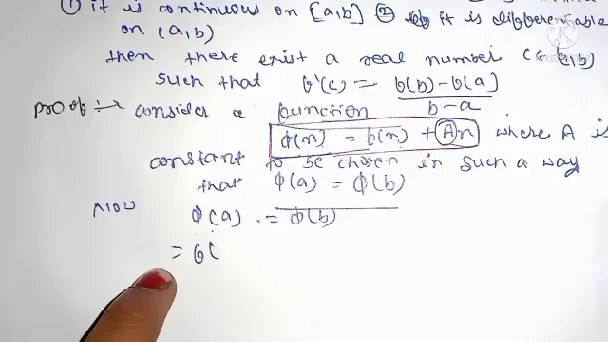 ① it is continuous on [a,b] ② it is differentiable
on (a,b)
then there exist a real number c∈(a,b)
such that f'(c) = f(b)-f(a) / b-a
proof :→ consider a function
ϕ(x) = f(x) + Ax where A is
constant to be chosen in such a way
that ϕ(a) = ϕ(b)
Now ϕ(a) = ϕ(b)
= f(